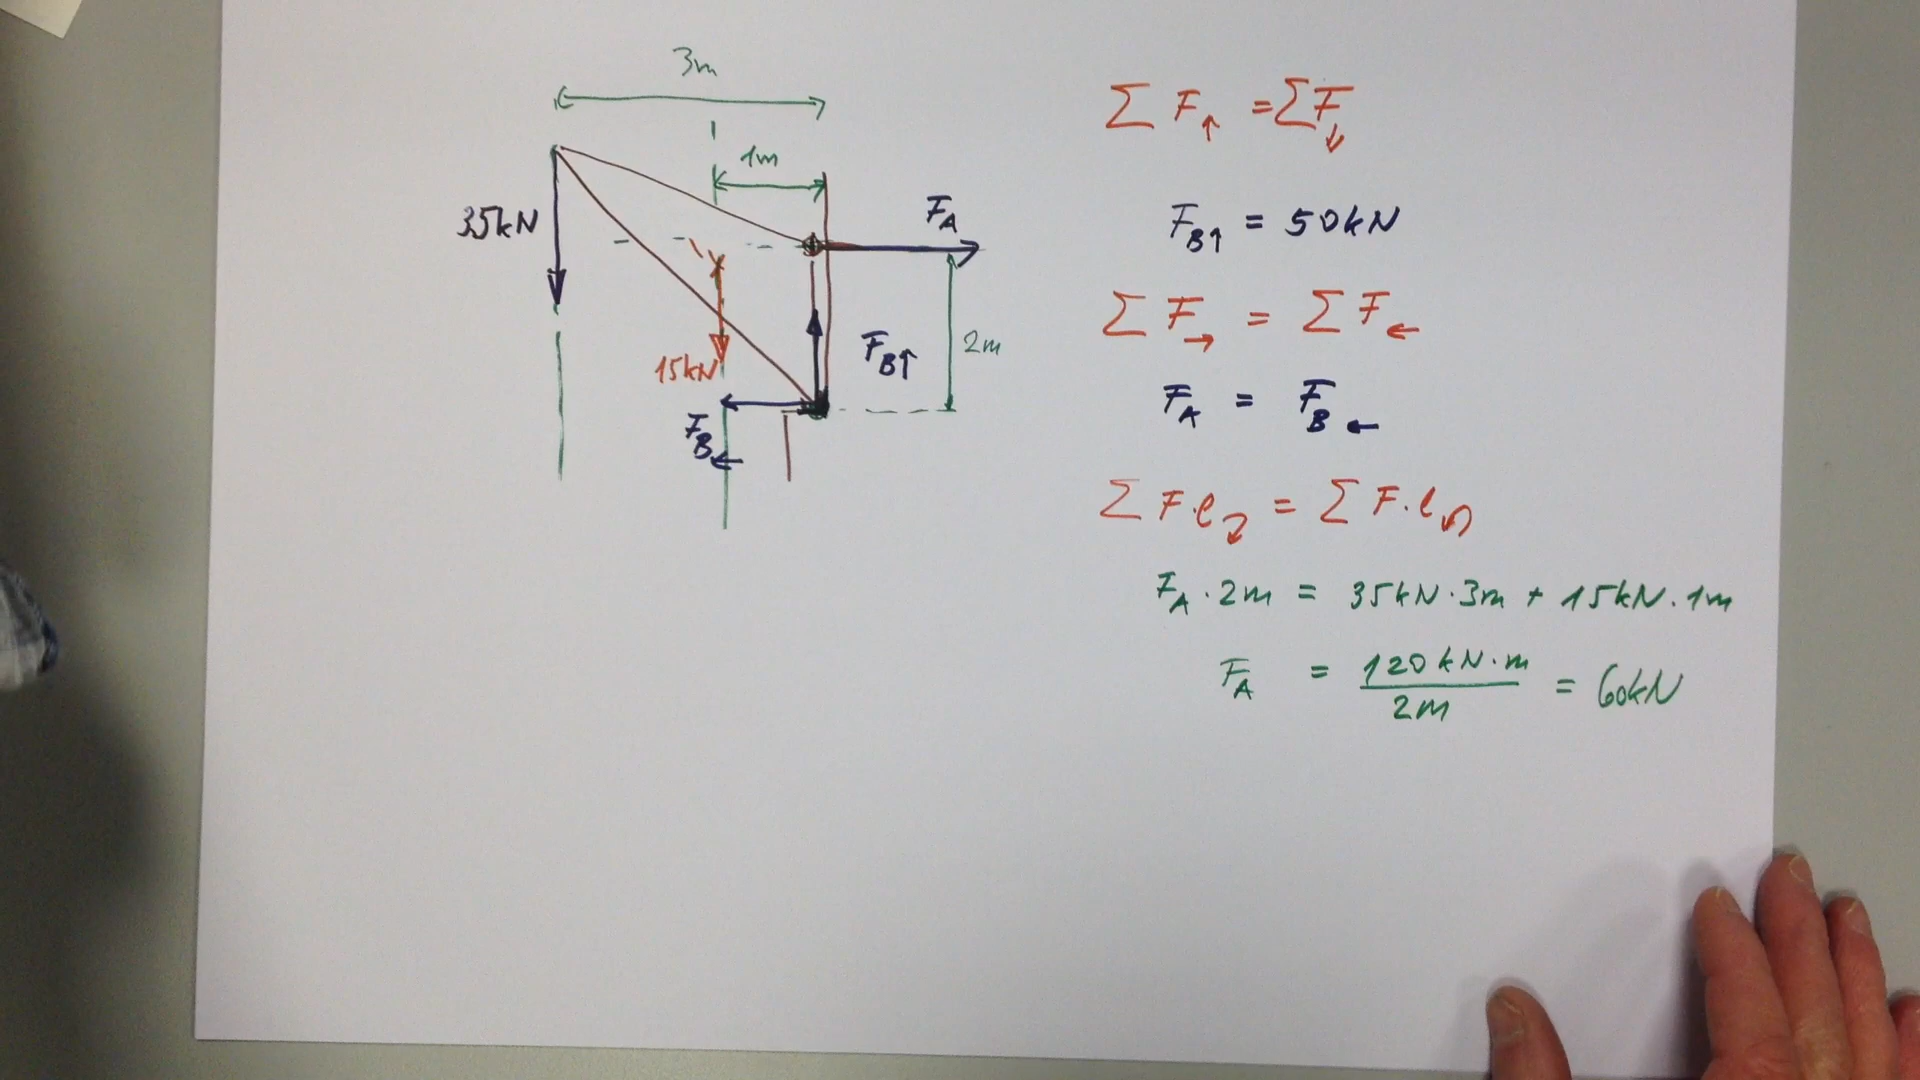 3m
1m
35kN
F_A
15kN
F_B↑
2m
F_B←
Σ F↑ = Σ F↓
F_B↑ = 50kN
Σ F→ = Σ F←
F_A = F_B←
Σ F·l↷ = Σ F·l↶
F_A · 2m = 35kN·3m + 15kN·1m
F_A = 120kN·m / 2m = 60kN